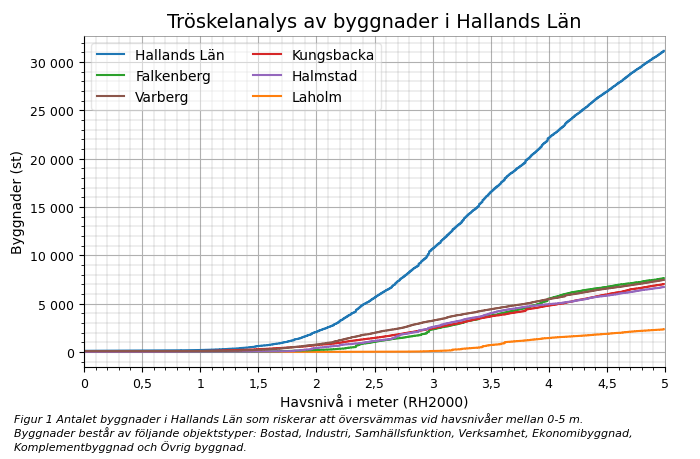 Tröskelanalys av byggnader i Hallands Län
Hallands Län
Falkenberg
Varberg
Kungsbacka
Halmstad
Laholm
Byggnader (st)
30 000
25 000
20 000
15 000
10 000
5 000
0
0 0,5 1 1,5 2 2,5 3 3,5 4 4,5 5
Havsnivå i meter (RH2000)
Figur 1 Antalet byggnader i Hallands Län som riskerar att översvämmas vid havsnivåer mellan 0-5 m.
Byggnader består av följande objektstyper: Bostad, Industri, Samhällsfunktion, Verksamhet, Ekonomibyggnad,
Komplementbyggnad och Övrig byggnad.